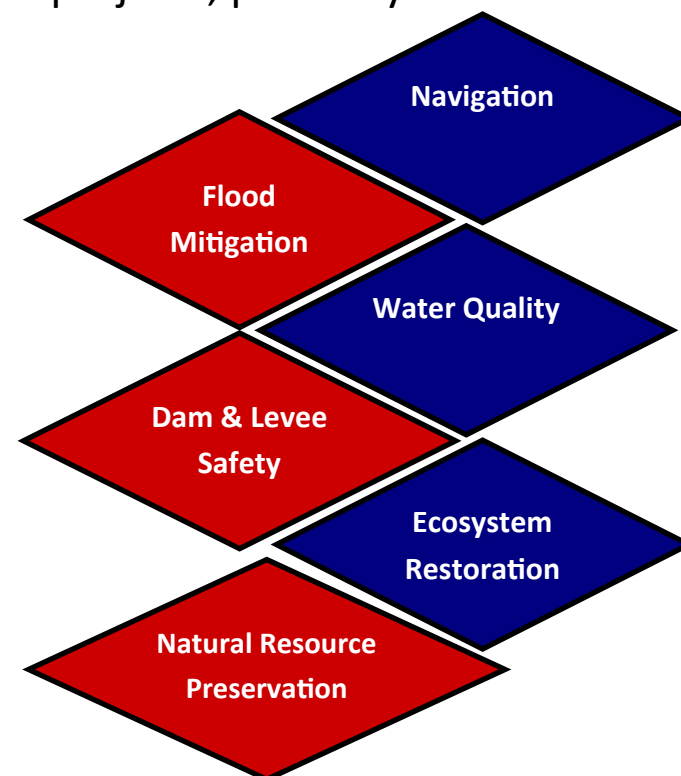 Navigation
Flood
Mitigation
Water Quality
Dam & Levee
Safety
Ecosystem
Restoration
Natural Resource
Preservation